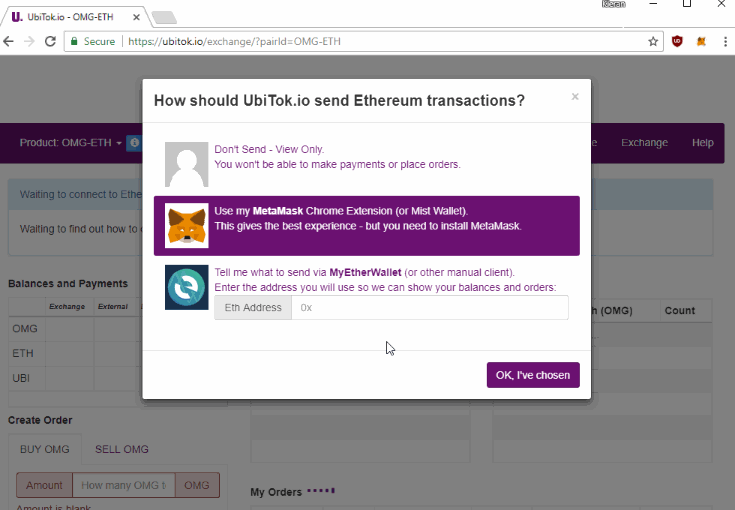 Kieran
U. UbiTok.io - OMG-ETH
Secure https://ubitok.io/exchange/?pairId=OMG-ETH
How should UbiTok.io send Ethereum transactions? ×
Product: OMG-ETH
Exchange Help
Don't Send - View Only.
You won't be able to make payments or place orders.
Waiting to connect to Ethe
Use my MetaMask Chrome Extension (or Mist Wallet).
This gives the best experience - but you need to install MetaMask.
Waiting to find out how to
Tell me what to send via MyEtherWallet (or other manual client).
Enter the address you will use so we can show your balances and orders:
Eth Address 0x
Balances and Payments
Exchange External
(OMG) Count
OMG
ETH
UBI
OK, I've chosen
Create Order
BUY OMG SELL OMG
Amount How many OMG t OMG
My Orders
Amount is blank